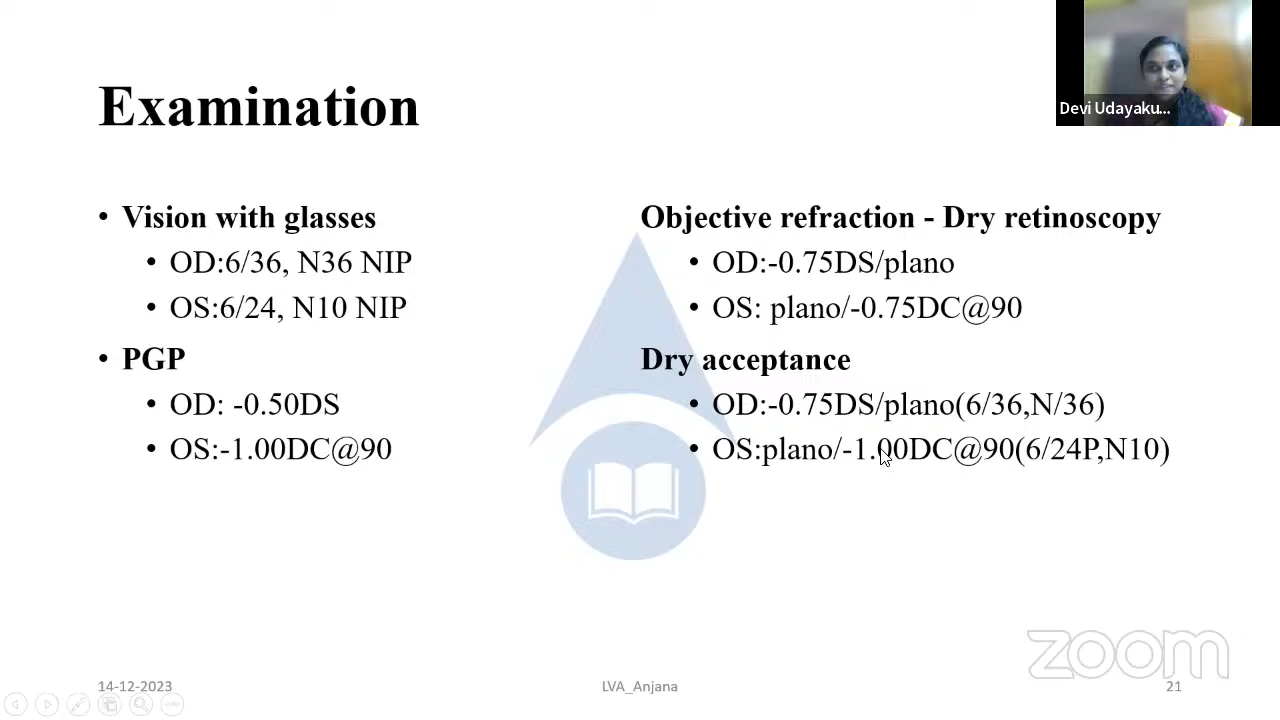 Devi Udayaku...
Examination
• Vision with glasses
• OD:6/36, N36 NIP
• OS:6/24, N10 NIP
• PGP
• OD: -0.50DS
• OS:-1.00DC@90
Objective refraction - Dry retinoscopy
• OD:-0.75DS/plano
• OS: plano/-0.75DC@90
Dry acceptance
• OD:-0.75DS/plano(6/36,N/36)
• OS:plano/-1.00DC@90(6/24P,N10)
zoom
14-12-2023
LVA_Anjana
21